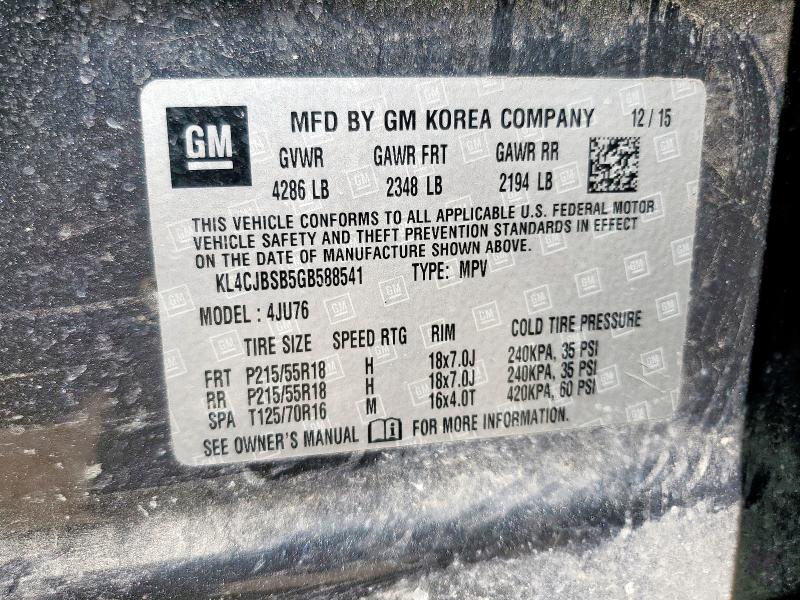 GM MFD BY GM KOREA COMPANY 12 / 15
GVWR GAWR FRT GAWR RR
4286 LB 2348 LB 2194 LB
THIS VEHICLE CONFORMS TO ALL APPLICABLE U.S. FEDERAL MOTOR
VEHICLE SAFETY AND THEFT PREVENTION STANDARDS IN EFFECT
ON THE DATE OF MANUFACTURE SHOWN ABOVE.
KL4CJBSB5GB588541 TYPE: MPV
MODEL : 4JU76
TIRE SIZE SPEED RTG RIM COLD TIRE PRESSURE
FRT P215/55R18 H 18x7.0J 240KPA, 35 PSI
RR P215/55R18 H 18x7.0J 240KPA, 35 PSI
SPA T125/70R16 M 16x4.0T 420KPA, 60 PSI
SEE OWNER'S MANUAL FOR MORE INFORMATION.